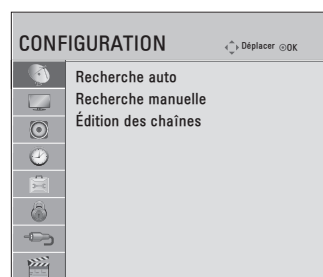 CONFIGURATION
Déplacer OK
Recherche auto
Recherche manuelle
Édition des chaînes